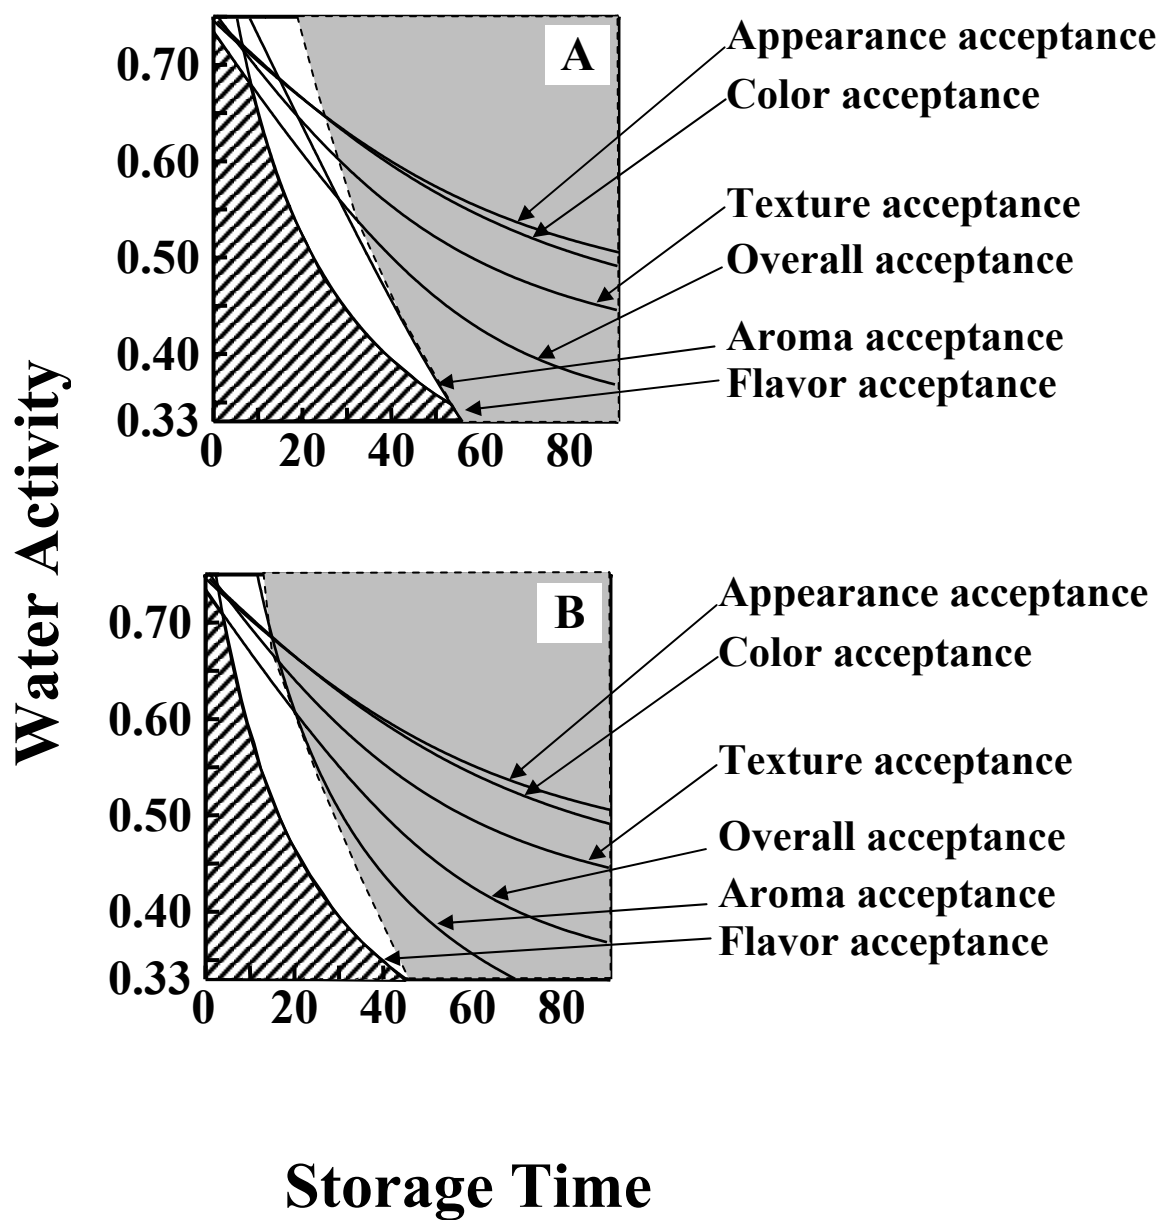 A
Appearance acceptance
Color acceptance
Texture acceptance
Overall acceptance
Aroma acceptance
Flavor acceptance
0.70
0.60
0.50
0.40
0.33
0 20 40 60 80
Water Activity
B
Appearance acceptance
Color acceptance
Texture acceptance
Overall acceptance
Aroma acceptance
Flavor acceptance
0.70
0.60
0.50
0.40
0.33
0 20 40 60 80
Storage Time